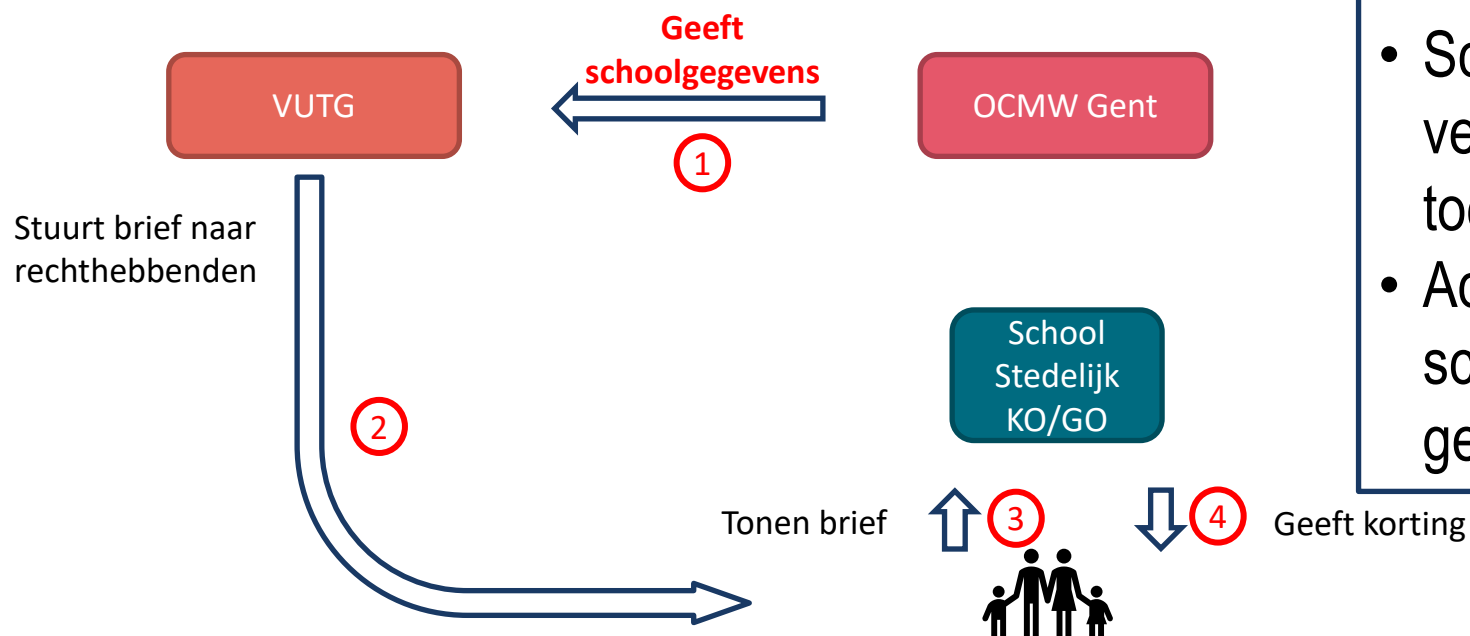 Geeft
schoolgegevens
VUTG
OCMW Gent
1
Stuurt brief naar
rechthebbenden
School
Stedelijk
KO/GO
2
Tonen brief
3
4
Geeft korting